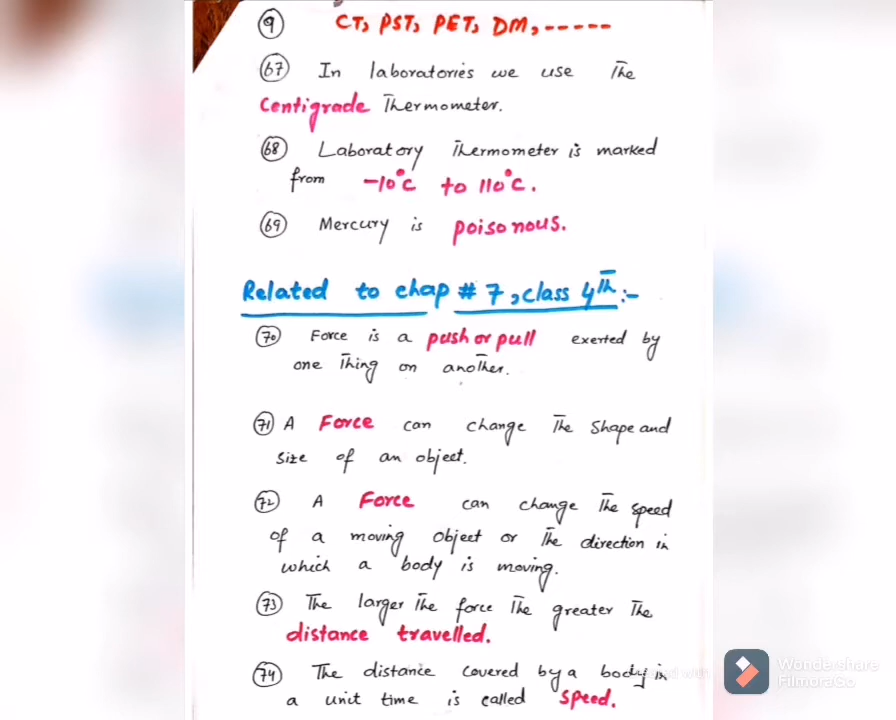 9 CT, PST, PET, DM, -----
67 In laboratories we use The
Centigrade Thermometer.
68 Laboratory Thermometer is marked
from -10°C to 110°C.
69 Mercury is poisonous.
Related to chap # 7, class 4th:-
70 Force is a push or pull exerted by
one Thing on another.
71 A Force can change The Shape and
size of an object.
72 A Force can change The speed
of a moving object or The direction in
which a body is moving.
73 The larger The force The greater The
distance travelled.
74 The distance covered by a body in
a unit time is called Speed.
Wondershare
FilmoraGo